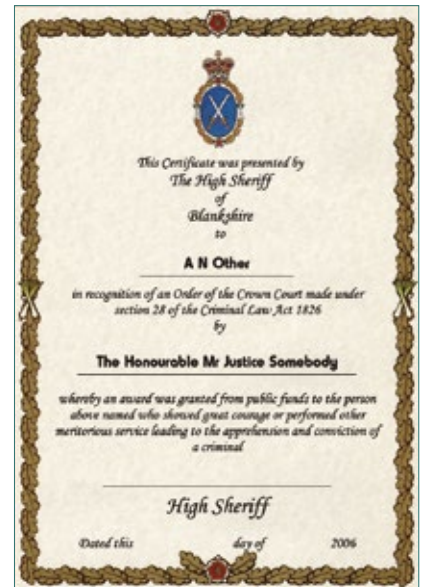 This Certificate was presented by
The High Sheriff
of
Blankshire
to
A N Other
in recognition of an Order of the Crown Court made under
section 28 of the Criminal Law Act 1826
by
The Honourable Mr Justice Somebody
whereby an award was granted from public funds to the person
above named who showed great courage or performed other
meritorious service leading to the apprehension and conviction of
a criminal
High Sheriff
Dated this day of 2006